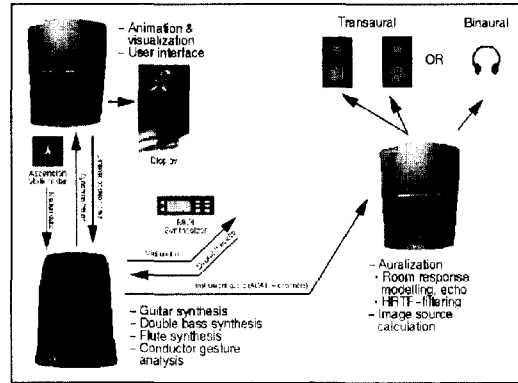 – Animation &
visualization
– User interface
Transaural
Binaural
OR
Display
Ascension
MotionStar
MIDI
Synthesizer
– Guitar synthesis
– Double bass synthesis
– Flute synthesis
– Conductor gesture
analysis
– Auralization
• Room response
modelling, echo
• HRTF-filtering
– Image source
calculation